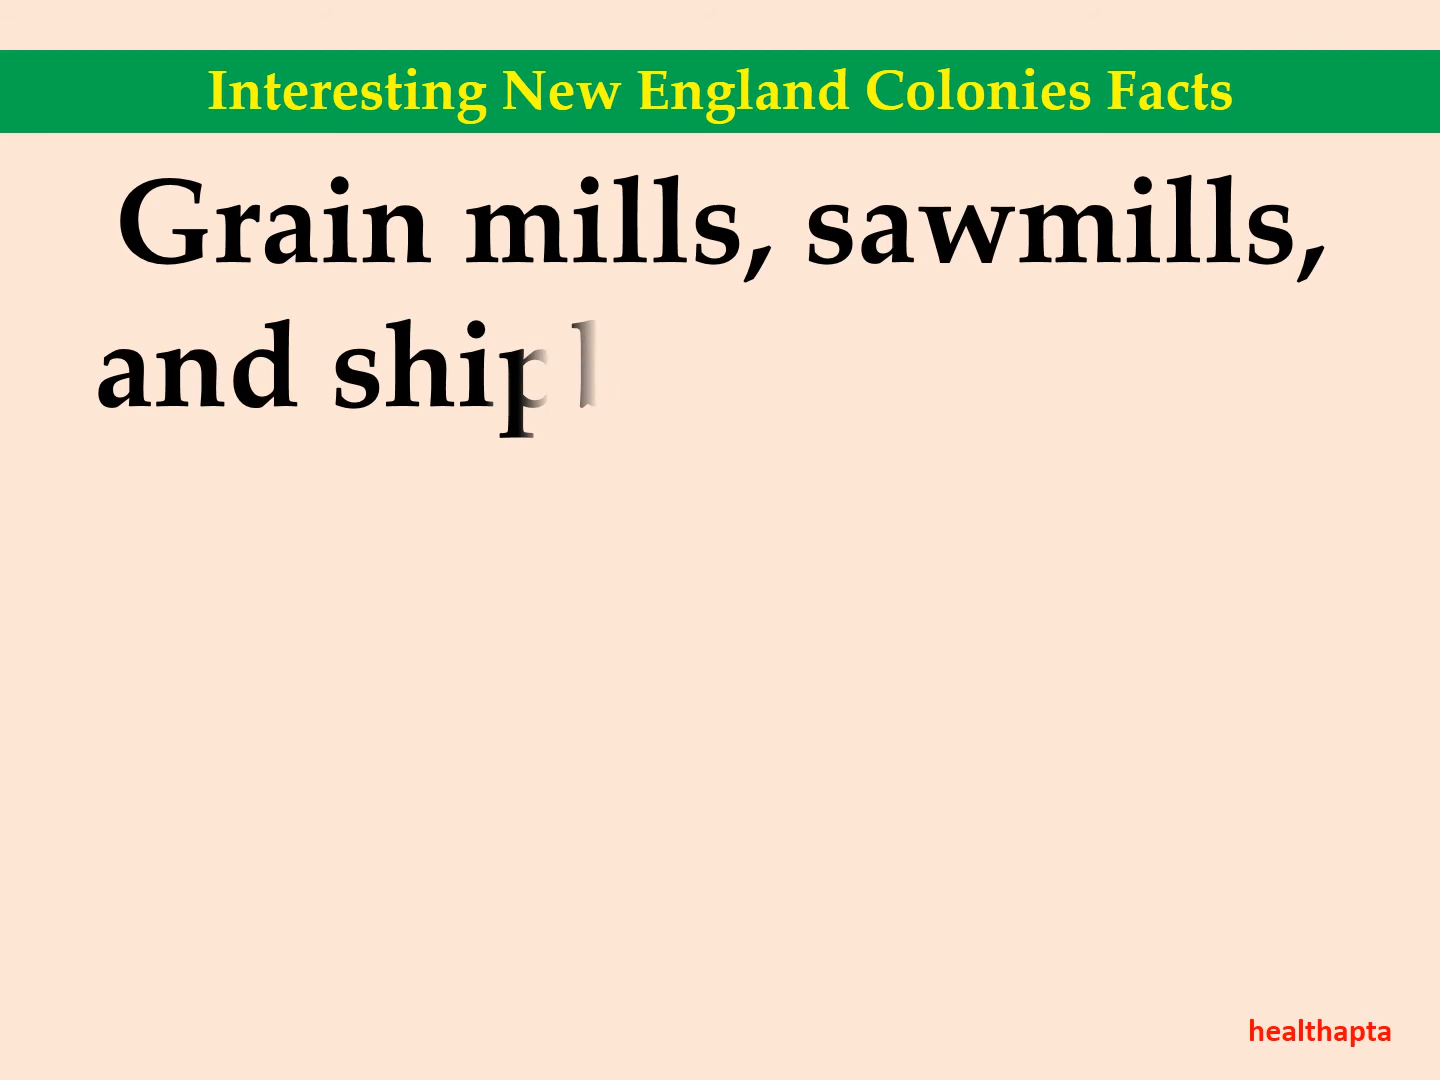 Interesting New England Colonies Facts
Grain mills, sawmills,
and ship
healthapta